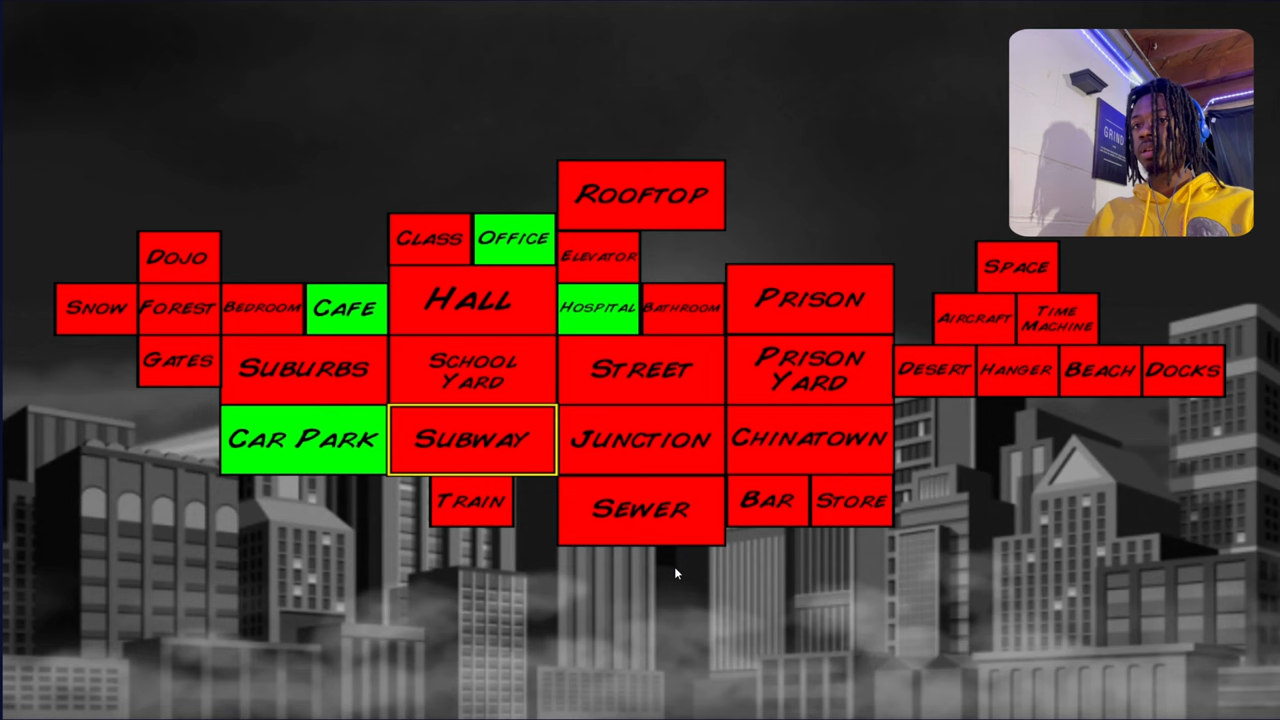 ROOFTOP
CLASS
OFFICE
ELEVATOR
DOJO
SPACE
SNOW
FOREST
BEDROOM
CAFE
HALL
HOSPITAL
BATHROOM
PRISON
AIRCRAFT
TIME
MACHINE
GATES
SUBURBS
SCHOOL
YARD
STREET
PRISON
YARD
DESERT
HANGER
BEACH
DOCKS
CAR PARK
SUBWAY
JUNCTION
CHINATOWN
TRAIN
SEWER
BAR
STORE
GRIND